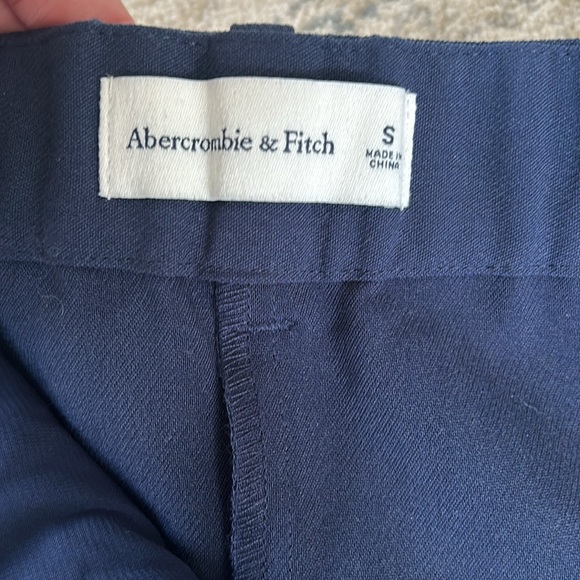 Abercrombie & Fitch
S
MADE IN
CHINA